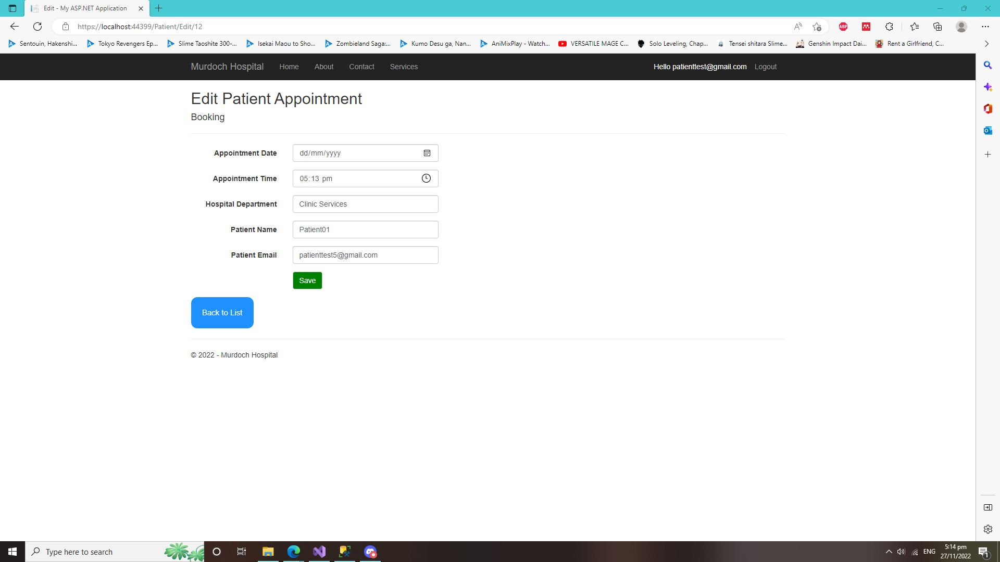 Edit - My ASP.NET Application
https://localhost:44399/Patient/Edit/12
ABP
Sentouin, Hakenshi... Tokyo Revengers Ep... Slime Taoshite 300-... Isekai Maou to Sho... Zombieland Saga:... Kumo Desu ga, Nan... AniMixPlay - Watch... VERSATILE MAGE C... Solo Leveling, Chap... Tensei shitara Slime... Genshin Impact Dai... Rent a Girlfriend, C...
Murdoch Hospital Home About Contact Services Hello patienttest@gmail.com Logout
Edit Patient Appointment
Booking
Appointment Date dd/mm/yyyy
Appointment Time 05:13 pm
Hospital Department Clinic Services
Patient Name Patient01
Patient Email patienttest5@gmail.com
Save
Back to List
© 2022 - Murdoch Hospital
Type here to search
ENG
5:14 pm
27/11/2022
1